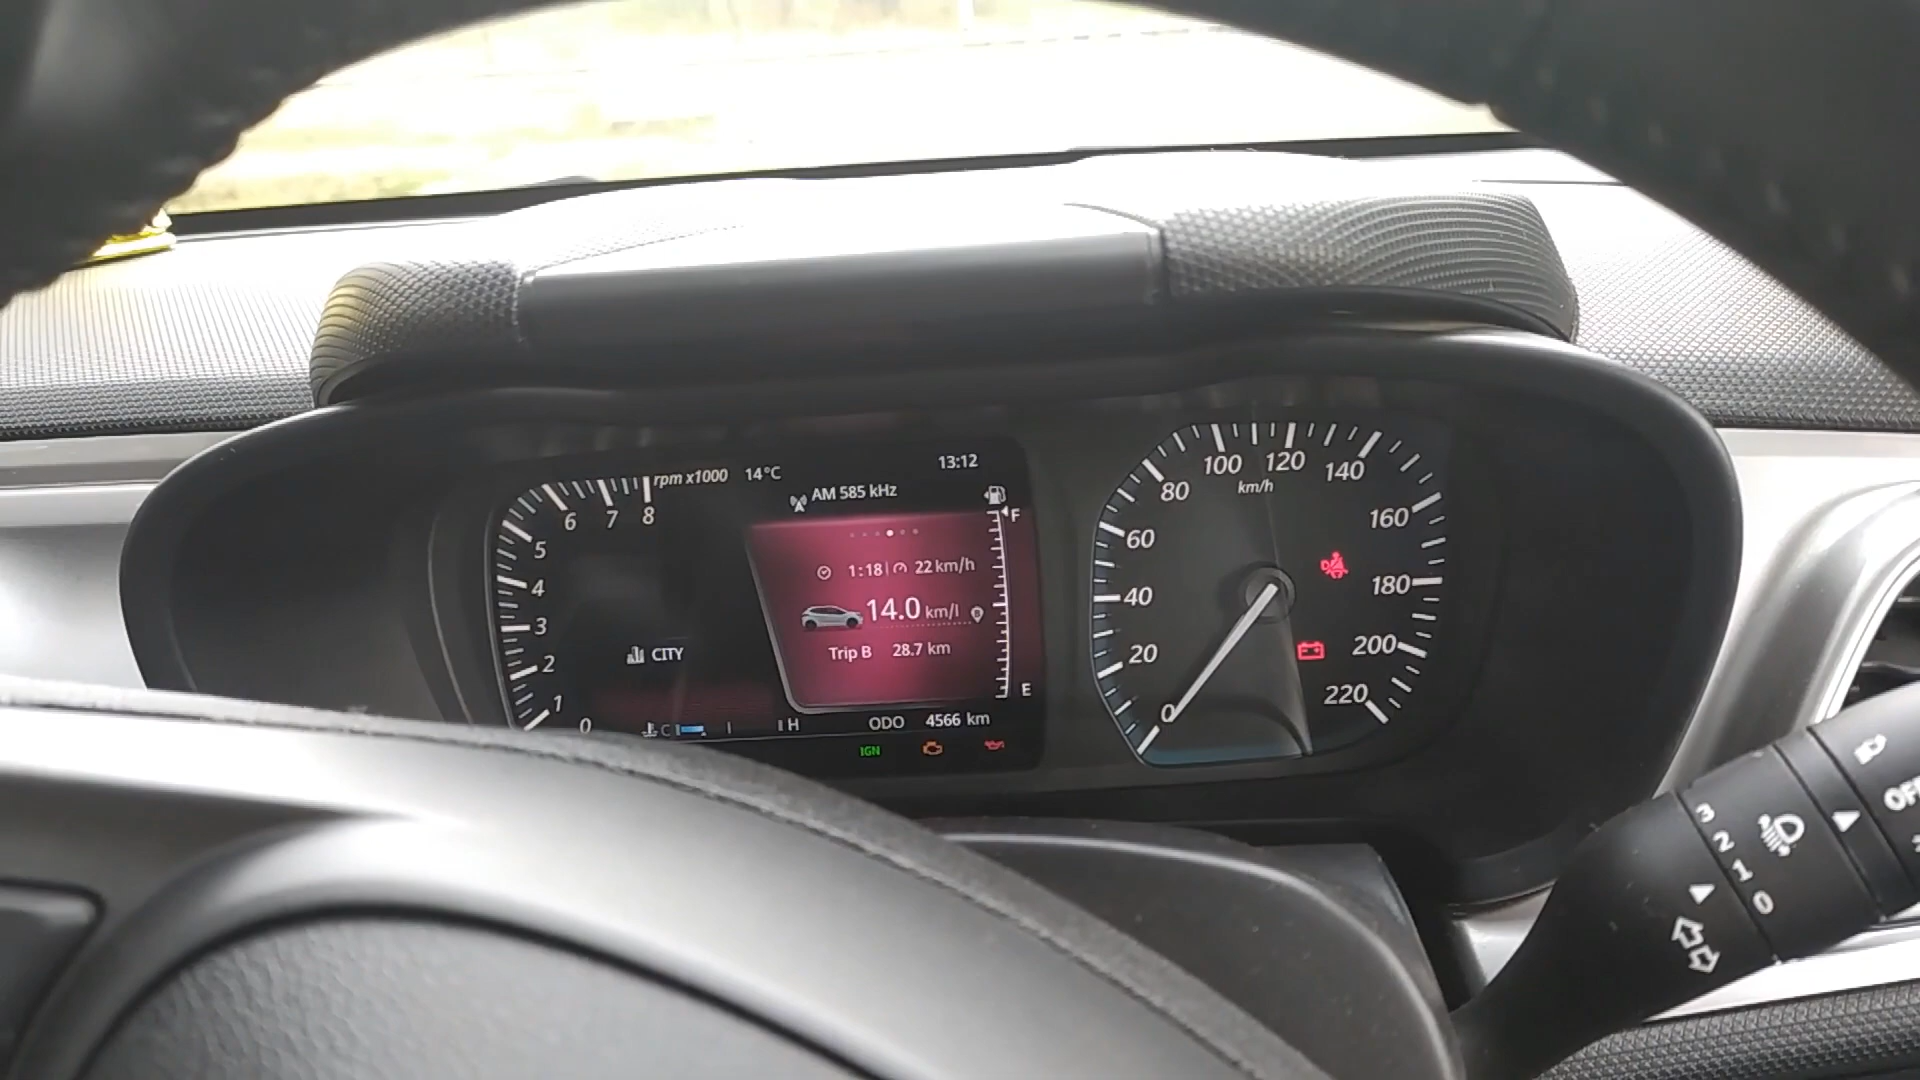 rpm x1000 14°C 13:12
AM 585 kHz
8
7
6
5
4
3
2
1
0
F
1:18 22 km/h
14.0 km/l
CITY
Trip B 28.7 km
E
C H
ODO 4566 km
IGN
km/h
0
20
40
60
80
100
120
140
160
180
200
220
3
2
1
0